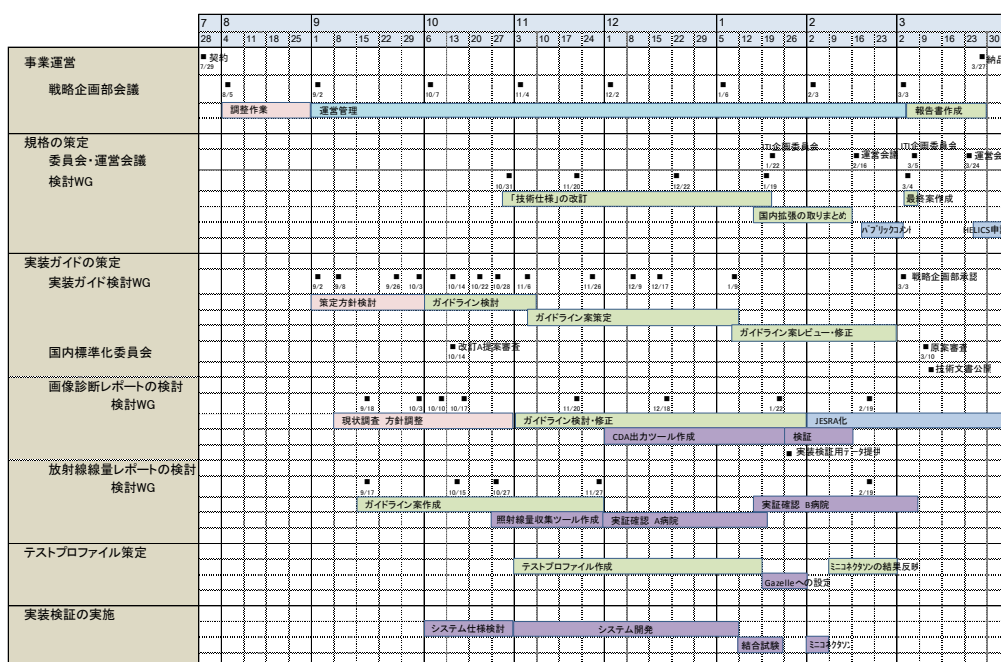 7 8 9 10 11 12 1 2 3
28 4 11 18 25 1 8 15 22 29 6 13 20 27 3 10 17 24 1 8 15 22 29 5 12 19 26 2 9 16 23 2 9 16 23 30
事業運営 ■契約 ■納品
7/29 3/27
戦略企画部会議 ■ ■ ■ ■ ■ ■ ■ ■
8/5 9/2 10/7 11/4 12/2 1/6 2/3 3/3
調整作業 運営管理 報告書作成
規格の策定 ITI企画委員会 ITI企画委員会
委員会・運営会議 ■ ■運営会議 ■ ■運営会
1/22 2/16 3/5 3/24
検討WG ■ ■ ■ ■ ■
10/31 11/20 12/22 1/19 3/4
「技術仕様」の改訂 最終案作成
国内拡張の取りまとめ
パブリックコメント HELICS申
実装ガイドの策定
実装ガイド検討WG ■ ■ ■ ■ ■ ■ ■ ■ ■ ■ ■ ■ ■戦略企画部承認
9/2 9/8 9/26 10/3 10/14 10/22 10/28 11/6 11/26 12/9 12/17 1/9 3/3
策定方針検討 ガイドライン検討
ガイドライン案策定
ガイドライン案レビュー・修正
国内標準化委員会 ■改訂A提案審査 ■原案審査
10/14 3/10
■技術文書公開
画像診断レポートの検討
検討WG ■ ■ ■ ■ ■ ■ ■ ■
9/18 10/3 10/10 10/17 11/20 12/18 1/22 2/19
現状調査 方針調整 ガイドライン検討・修正 JESRA化
CDA出力ツール作成 検証
■実装検証用データ提供
放射線線量レポートの検討
検討WG ■ ■ ■ ■ ■
9/17 10/15 10/27 11/27 2/19
ガイドライン案作成 実証確認 B病院
照射線量収集ツール作成 実証確認 A病院
テストプロファイル策定
テストプロファイル作成 ミニコネクタソンの結果反映
Gazelleへの設定
実装検証の実施
システム仕様検討 システム開発
結合試験 ミニコネクタソン